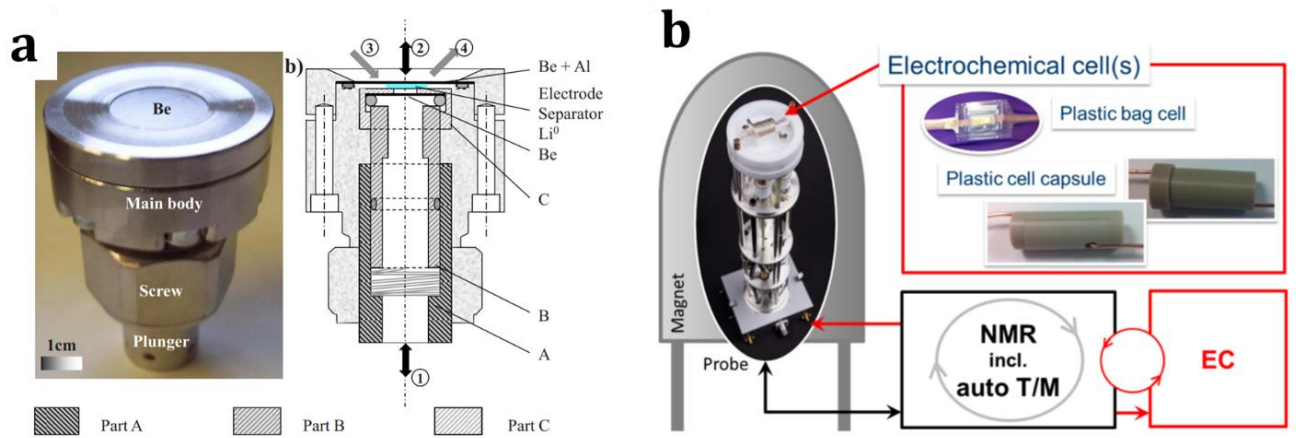 a
Be
Main body
Screw
Plunger
1cm
b)
③
②
④
Be + Al
Electrode
Separator
Li⁰
Be
C
B
A
①
Part A
Part B
Part C
b
Electrochemical cell(s)
Plastic bag cell
Plastic cell capsule
Magnet
Probe
NMR
incl.
auto T/M
EC